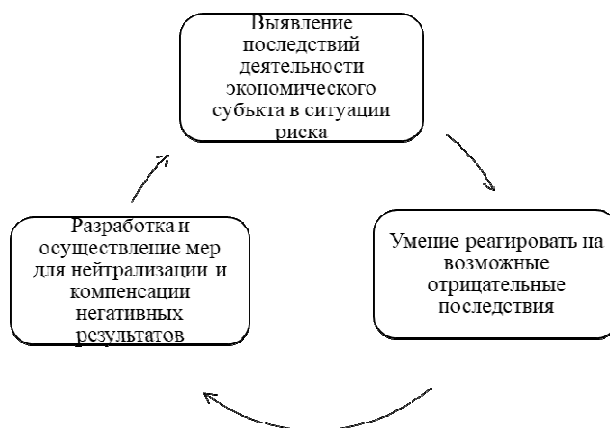 Выявление
последствий
деятельности
экономического
субъкта в ситуации
риска
Умение реагировать на
возможные
отрицательные
последствия
Разработка и
осуществление мер
для нейтрализации и
компенсации
негативных
результатов